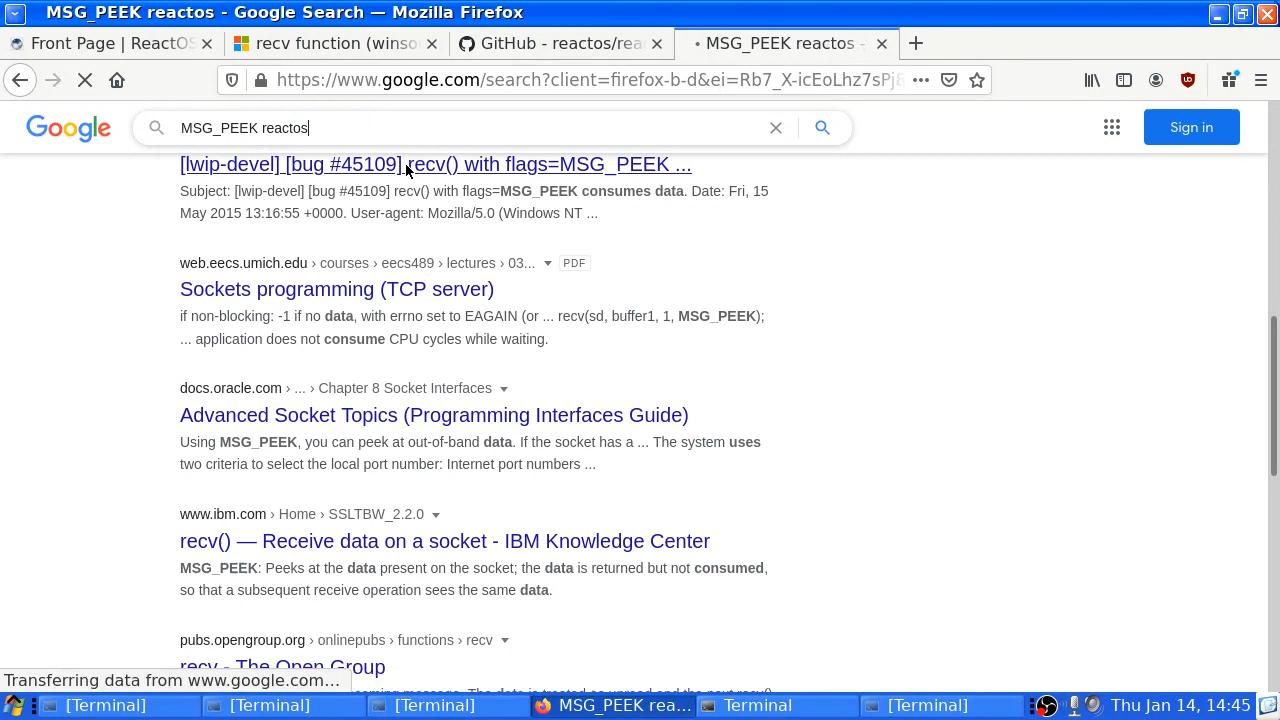 MSG_PEEK reactos - Google Search — Mozilla Firefox
Front Page | ReactOS
recv function (winso
GitHub - reactos/rea
MSG_PEEK reactos -
https://www.google.com/search?client=firefox-b-d&ei=Rb7_X-icEoLhz7sPj8
Google
MSG_PEEK reactos
Sign in
[lwip-devel] [bug #45109] recv() with flags=MSG_PEEK ...
Subject: [lwip-devel] [bug #45109] recv() with flags=MSG_PEEK consumes data. Date: Fri, 15
May 2015 13:16:55 +0000. User-agent: Mozilla/5.0 (Windows NT ...
web.eecs.umich.edu › courses › eecs489 › lectures › 03... PDF
Sockets programming (TCP server)
if non-blocking: -1 if no data, with errno set to EAGAIN (or ... recv(sd, buffer1, 1, MSG_PEEK);
... application does not consume CPU cycles while waiting.
docs.oracle.com › ... › Chapter 8 Socket Interfaces
Advanced Socket Topics (Programming Interfaces Guide)
Using MSG_PEEK, you can peek at out-of-band data. If the socket has a ... The system uses
two criteria to select the local port number: Internet port numbers ...
www.ibm.com › Home › SSLTBW_2.2.0
recv() — Receive data on a socket - IBM Knowledge Center
MSG_PEEK: Peeks at the data present on the socket; the data is returned but not consumed,
so that a subsequent receive operation sees the same data.
pubs.opengroup.org › onlinepubs › functions › recv
recv - The Open Group
Transferring data from www.google.com...
[Terminal]
[Terminal]
[Terminal]
MSG_PEEK rea...
Terminal
[Terminal]
Thu Jan 14, 14:45